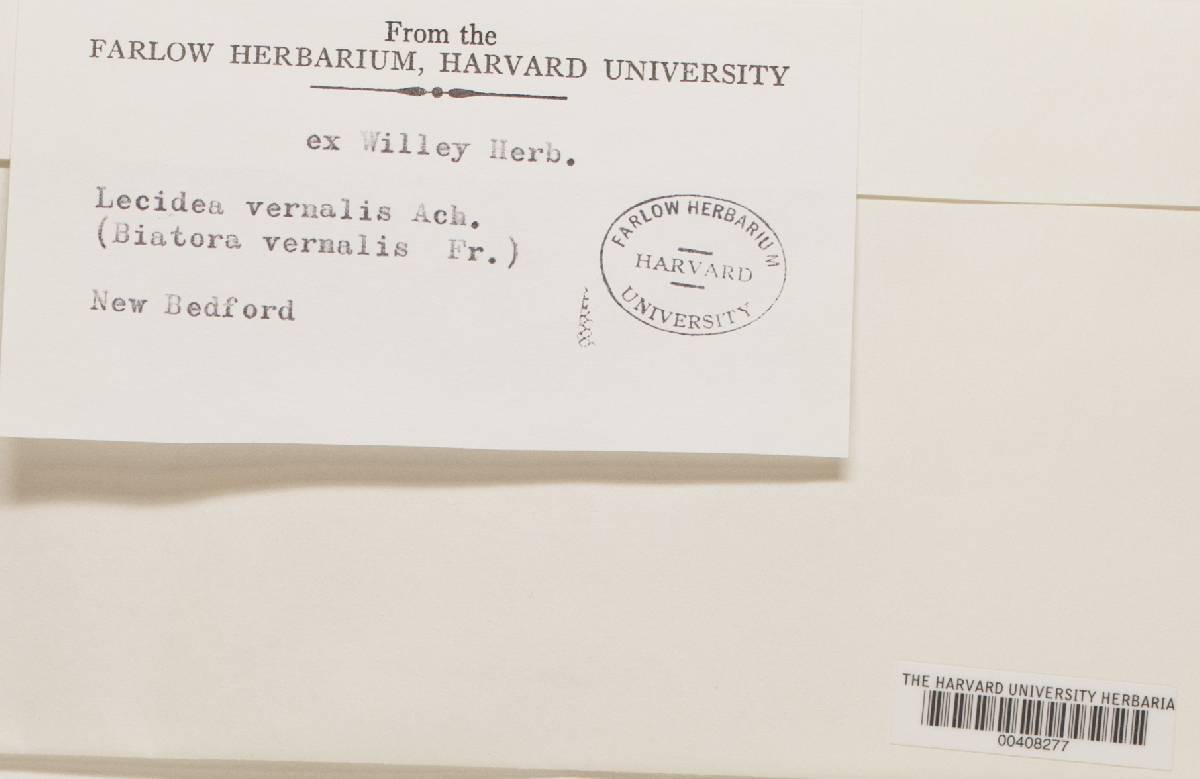 From the
FARLOW HERBARIUM, HARVARD UNIVERSITY
ex Willey Herb.
Lecidea vernalis Ach.
(Biatora vernalis Fr.)
New Bedford
FARLOW HERBARIUM
HARVARD
UNIVERSITY
THE HARVARD UNIVERSITY HERBARIA
00408277